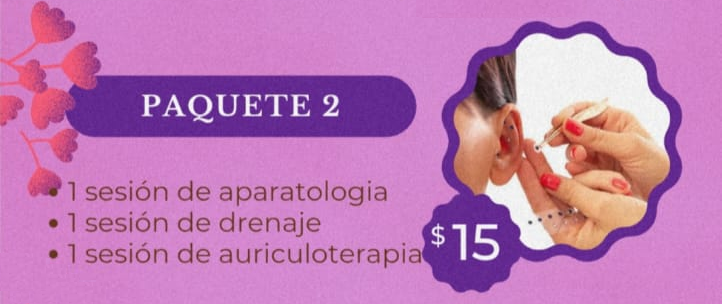 PAQUETE 2
• 1 sesión de aparatologia
• 1 sesión de drenaje
• 1 sesión de auriculoterapia
$15